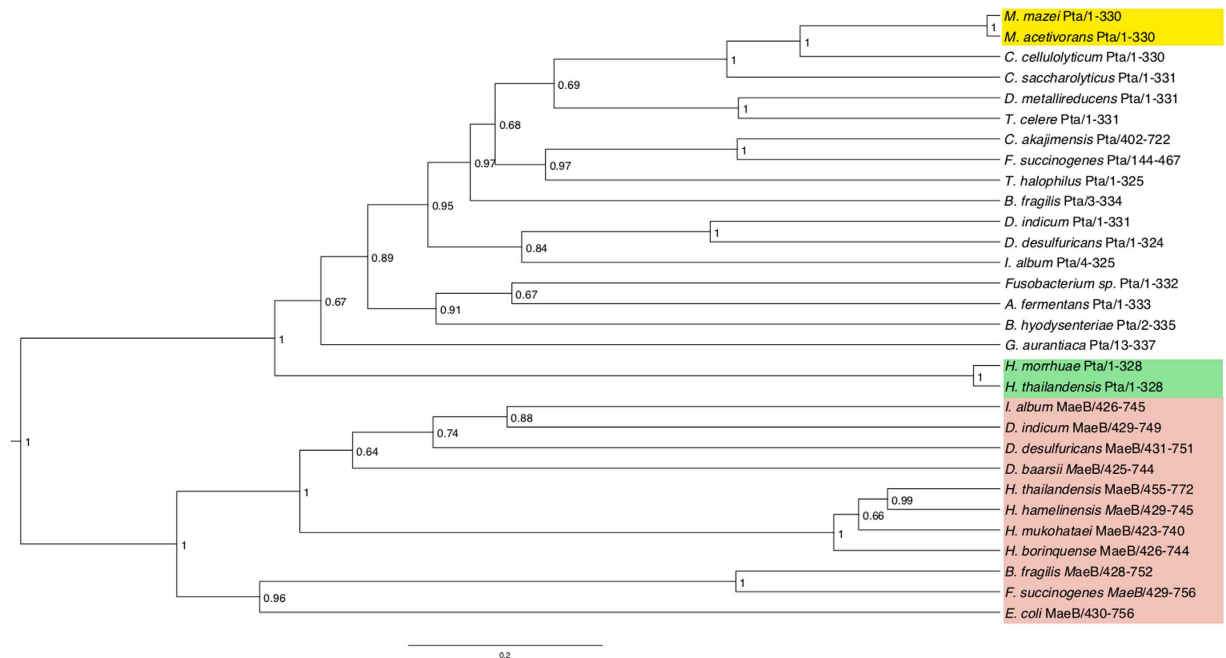 M. mazei Pta/1-330
1
M. acetivorans Pta/1-330
1
C. cellulolyticum Pta/1-330
1
C. saccharolyticus Pta/1-331
0.69
D. metallireducens Pta/1-331
1
T. celere Pta/1-331
0.68
C. akajimensis Pta/402-722
1
F. succinogenes Pta/144-467
0.97
0.97
T. halophilus Pta/1-325
B. fragilis Pta/3-334
0.95
D. indicum Pta/1-331
1
D. desulfuricans Pta/1-324
0.84
0.89
I. album Pta/4-325
Fusobacterium sp. Pta/1-332
0.67
0.67
A. fermentans Pta/1-333
0.91
B. hyodysenteriae Pta/2-335
1
G. aurantiaca Pta/13-337
H. morrhuae Pta/1-328
1
H. thailandensis Pta/1-328
I. album MaeB/426-745
0.88
D. indicum MaeB/429-749
0.74
1
D. desulfuricans MaeB/431-751
0.64
D. baarsii MaeB/425-744
H. thailandensis MaeB/455-772
1
0.99
H. hamelinensis MaeB/429-745
0.66
H. mukohataei MaeB/423-740
1
1
H. borinquense MaeB/426-744
B. fragilis MaeB/428-752
1
F. succinogenes MaeB/429-756
0.96
E. coli MaeB/430-756
0.2